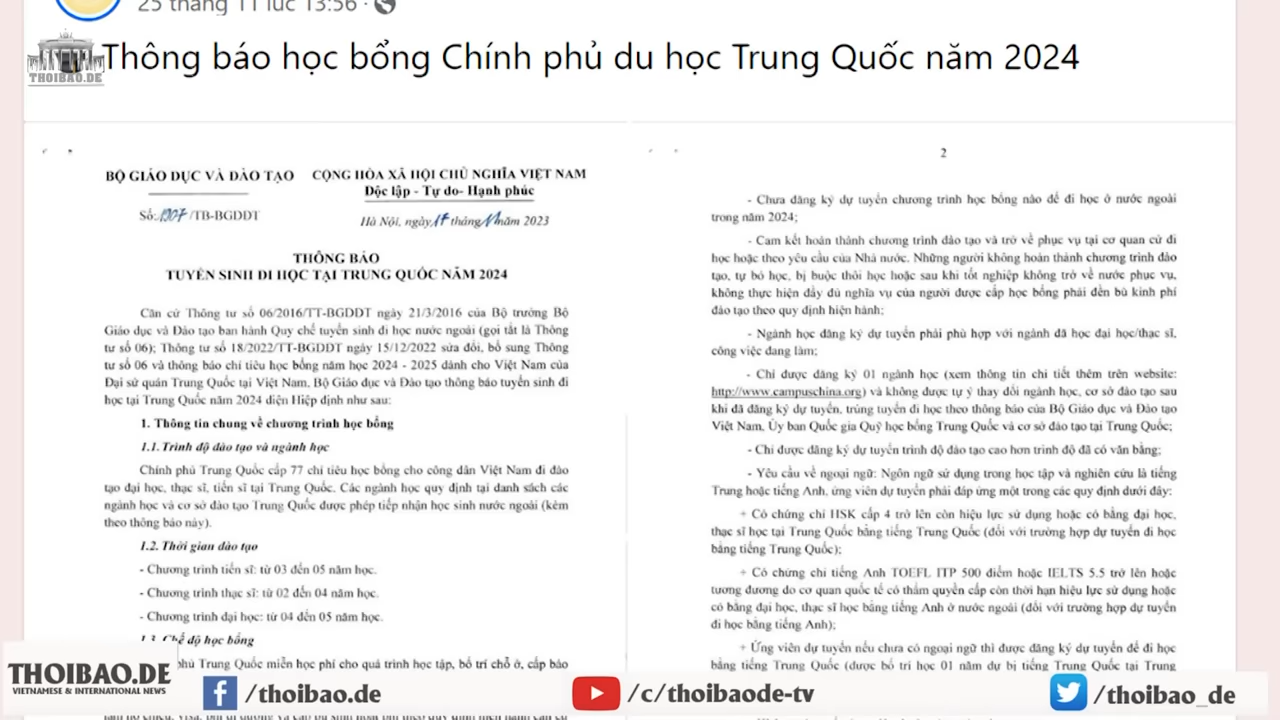 25 tháng 11 lúc 13:56 ·
THOIBAO.DE
Thông báo học bổng Chính phủ du học Trung Quốc năm 2024
BỘ GIÁO DỤC VÀ ĐÀO TẠO
CỘNG HÒA XÃ HỘI CHỦ NGHĨA VIỆT NAM
Độc lập - Tự do- Hạnh phúc
Số: 1907 /TB-BGDĐT
Hà Nội, ngày 17 tháng 11 năm 2023
THÔNG BÁO
TUYỂN SINH ĐI HỌC TẠI TRUNG QUỐC NĂM 2024
Căn cứ Thông tư số 06/2016/TT-BGDĐT ngày 21/3/2016 của Bộ trưởng Bộ
Giáo dục và Đào tạo ban hành Quy chế tuyển sinh đi học nước ngoài (gọi tắt là Thông
tư số 06); Thông tư số 18/2022/TT-BGDĐT ngày 15/12/2022 sửa đổi, bổ sung Thông
tư số 06 và thông báo chỉ tiêu học bổng năm học 2024 - 2025 dành cho Việt Nam của
Đại sứ quán Trung Quốc tại Việt Nam, Bộ Giáo dục và Đào tạo thông báo tuyển sinh đi
học tại Trung Quốc năm 2024 diện Hiệp định như sau:
1. Thông tin chung về chương trình học bổng
1.1. Trình độ đào tạo và ngành học
Chính phủ Trung Quốc cấp 77 chỉ tiêu học bổng cho công dân Việt Nam đi đào
tạo đại học, thạc sĩ, tiến sĩ tại Trung Quốc. Các ngành học quy định tại danh sách các
ngành học và cơ sở đào tạo Trung Quốc được phép tiếp nhận học sinh nước ngoài (kèm
theo thông báo này).
1.2. Thời gian đào tạo
- Chương trình tiến sĩ: từ 03 đến 05 năm học.
- Chương trình thạc sĩ: từ 02 đến 04 năm học.
- Chương trình đại học: từ 04 đến 05 năm học.
1.3. Chế độ học bổng
phủ Trung Quốc miễn học phí cho quá trình học tập, bố trí chỗ ở, cấp bảo
2
- Chưa đăng ký dự tuyển chương trình học bổng nào để đi học ở nước ngoài
trong năm 2024;
- Cam kết hoàn thành chương trình đào tạo và trở về phục vụ tại cơ quan cử đi
học hoặc theo yêu cầu của Nhà nước. Những người không hoàn thành chương trình đào
tạo, tự bỏ học, bị buộc thôi học hoặc sau khi tốt nghiệp không trở về nước phục vụ,
không thực hiện đầy đủ nghĩa vụ của người được cấp học bổng phải đền bù kinh phí
đào tạo theo quy định hiện hành;
- Ngành học đăng ký dự tuyển phải phù hợp với ngành đã học đại học/thạc sĩ,
công việc đang làm;
- Chỉ được đăng ký 01 ngành học (xem thông tin chi tiết thêm trên website:
http://www.campuschina.org) và không được tự ý thay đổi ngành học, cơ sở đào tạo sau
khi đã đăng ký dự tuyển, trúng tuyển đi học theo thông báo của Bộ Giáo dục và Đào tạo
Việt Nam, Ủy ban Quốc gia Quỹ học bổng Trung Quốc và cơ sở đào tạo tại Trung Quốc;
- Chỉ được đăng ký dự tuyển trình độ đào tạo cao hơn trình độ đã có văn bằng;
- Yêu cầu về ngoại ngữ: Ngôn ngữ sử dụng trong học tập và nghiên cứu là tiếng
Trung hoặc tiếng Anh, ứng viên dự tuyển phải đáp ứng một trong các quy định dưới đây:
+ Có chứng chỉ HSK cấp 4 trở lên còn hiệu lực sử dụng hoặc có bằng đại học,
thạc sĩ học tại Trung Quốc bằng tiếng Trung Quốc (đối với trường hợp dự tuyển đi học
bằng tiếng Trung Quốc);
+ Có chứng chỉ tiếng Anh TOEFL ITP 500 điểm hoặc IELTS 5.5 trở lên hoặc
tương đương do cơ quan quốc tế có thẩm quyền cấp còn thời hạn hiệu lực sử dụng hoặc
có bằng đại học, thạc sĩ học bằng tiếng Anh ở nước ngoài (đối với trường hợp dự tuyển
đi học bằng tiếng Anh);
+ Ứng viên dự tuyển nếu chưa có ngoại ngữ thì được đăng ký dự tuyển để đi học
bằng tiếng Trung Quốc (được bố trí học 01 năm dự bị tiếng Trung Quốc tại Trung
THOIBAO.DE
VIETNAMESE & INTERNATIONAL NEWS
/thoibao.de
/c/thoibaode-tv
/thoibao_de